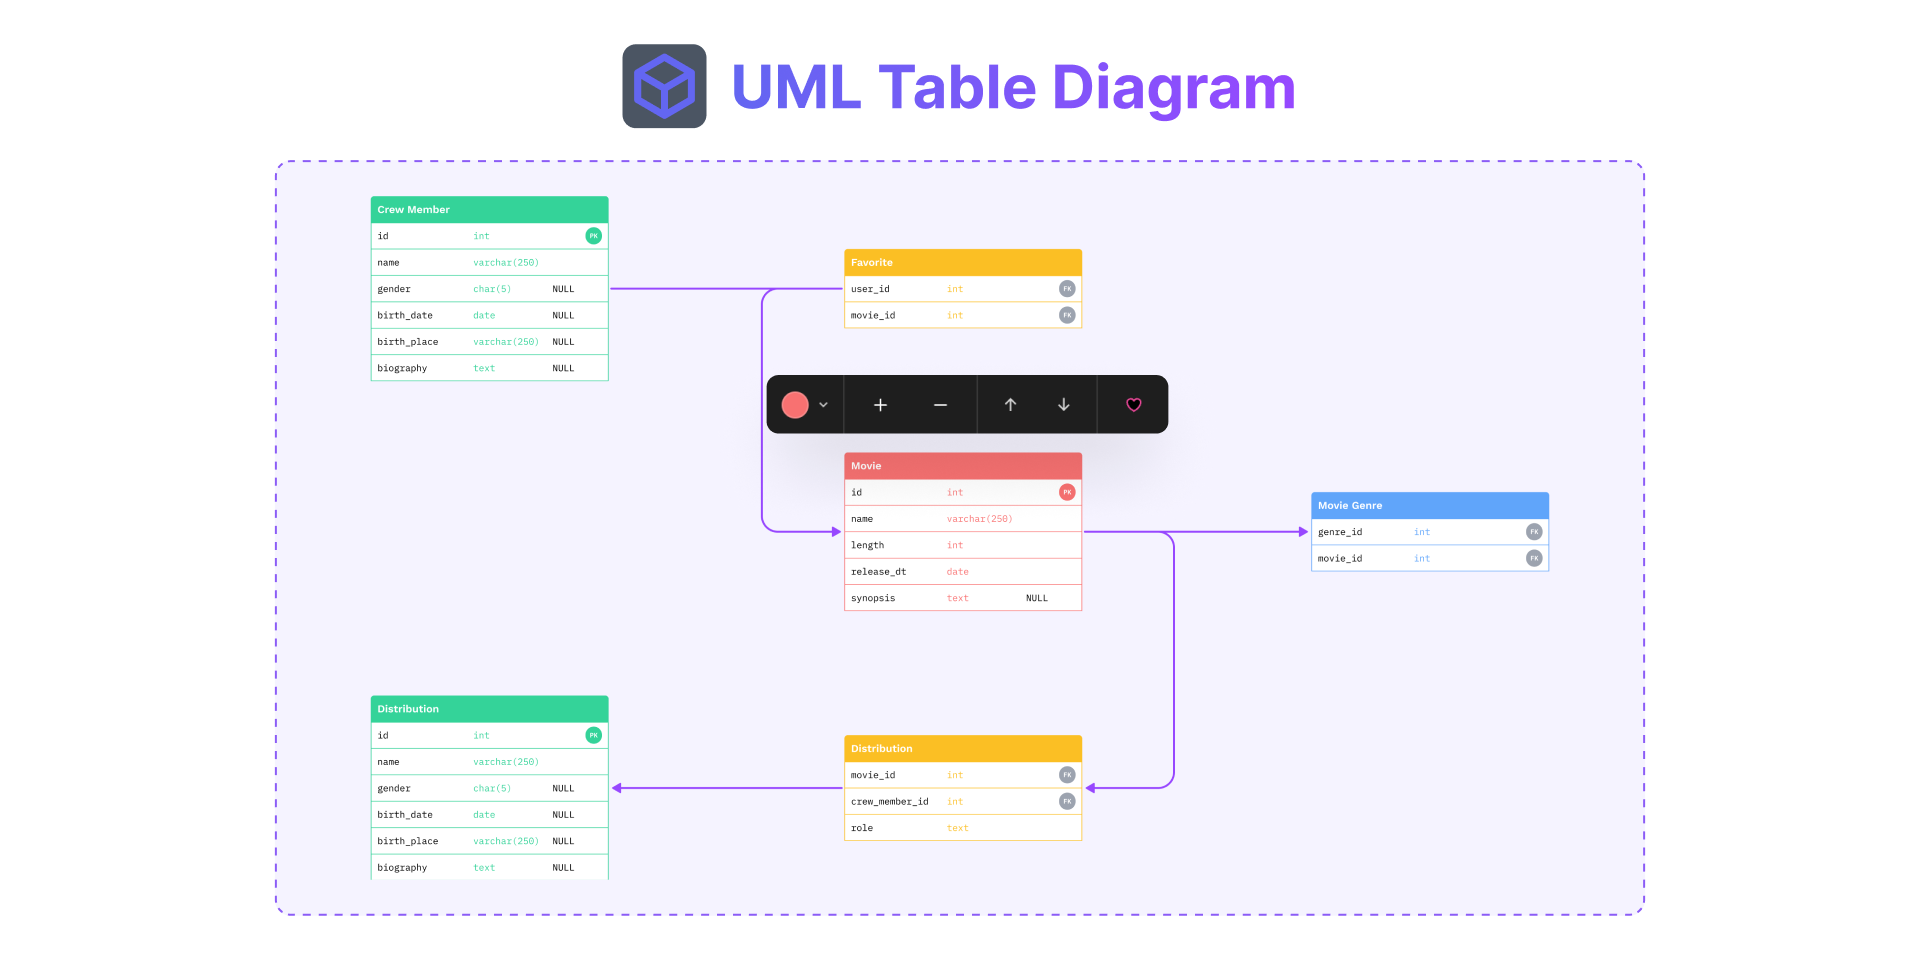 UML Table Diagram
Crew Member
id int PK
name varchar(250)
gender char(5) NULL
birth_date date NULL
birth_place varchar(250) NULL
biography text NULL
Favorite
user_id int FK
movie_id int FK
Movie
id int PK
name varchar(250)
length int
release_dt date
synopsis text NULL
Movie Genre
genre_id int FK
movie_id int FK
Distribution
id int PK
name varchar(250)
gender char(5) NULL
birth_date date NULL
birth_place varchar(250) NULL
biography text NULL
Distribution
movie_id int FK
crew_member_id int FK
role text